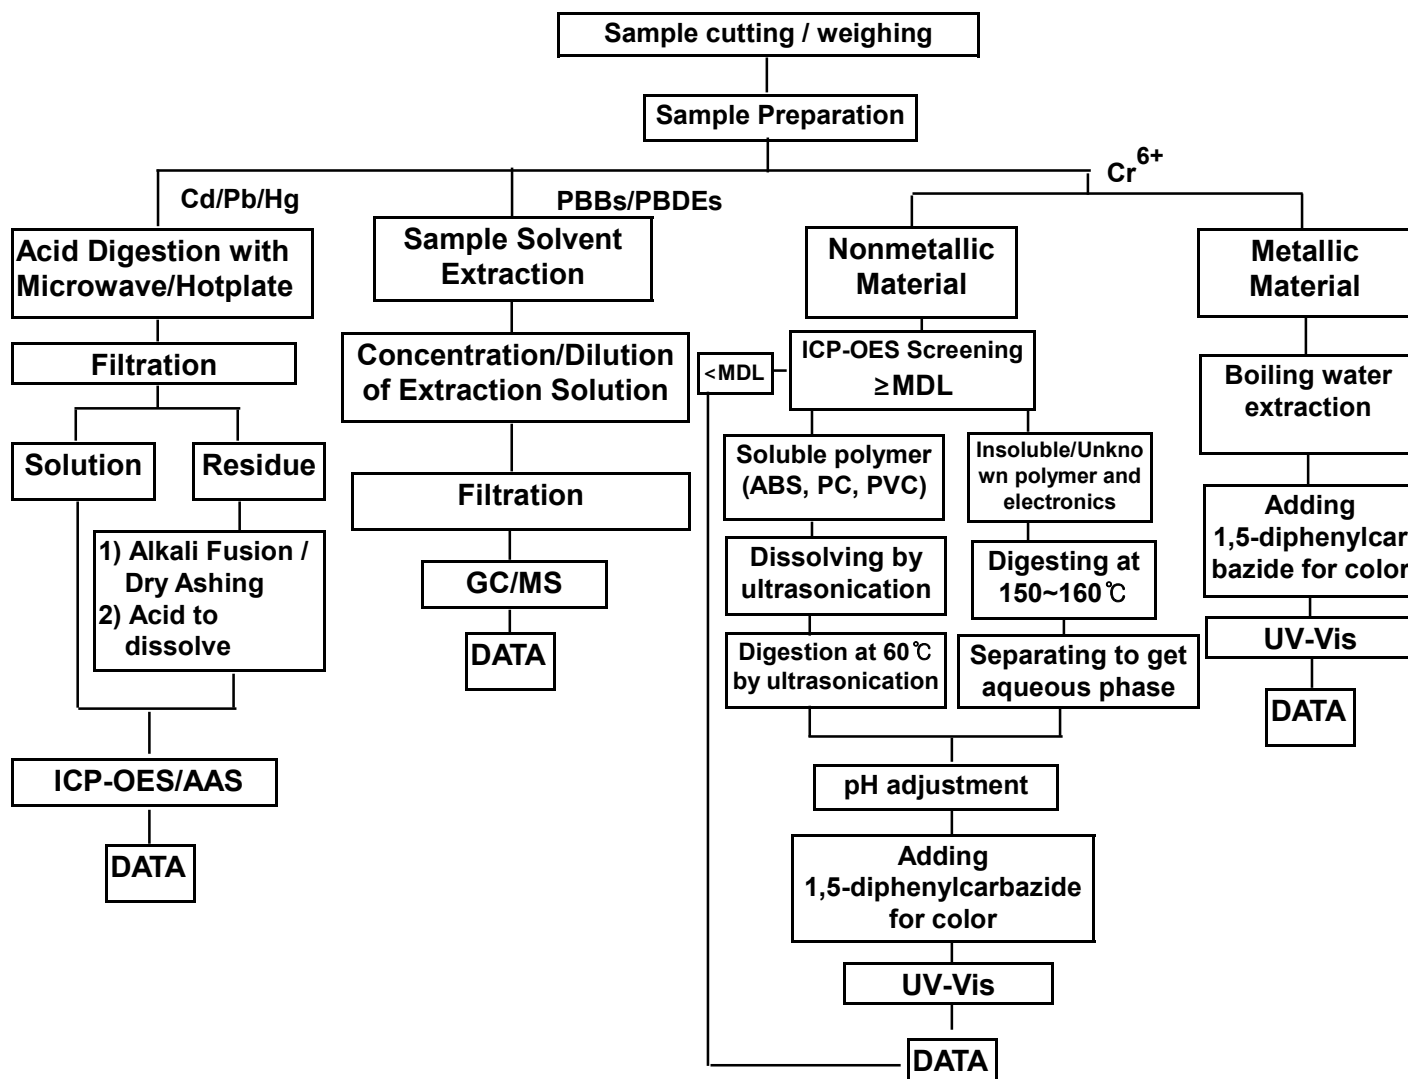 Sample cutting / weighing
Sample Preparation
Cd/Pb/Hg
PBBs/PBDEs
Cr6+
Acid Digestion with
Microwave/Hotplate
Filtration
Solution
Residue
1) Alkali Fusion /
Dry Ashing
2) Acid to
dissolve
ICP-OES/AAS
DATA
Sample Solvent
Extraction
Concentration/Dilution
of Extraction Solution
Filtration
GC/MS
DATA
Nonmetallic
Material
<MDL
ICP-OES Screening
≥MDL
Soluble polymer
(ABS, PC, PVC)
Dissolving by
ultrasonication
Digestion at 60℃
by ultrasonication
Insoluble/Unkno
wn polymer and
electronics
Digesting at
150~160℃
Separating to get
aqueous phase
pH adjustment
Adding
1,5-diphenylcarbazide
for color
UV-Vis
DATA
Metallic
Material
Boiling water
extraction
Adding
1,5-diphenylcar
bazide for color
UV-Vis
DATA